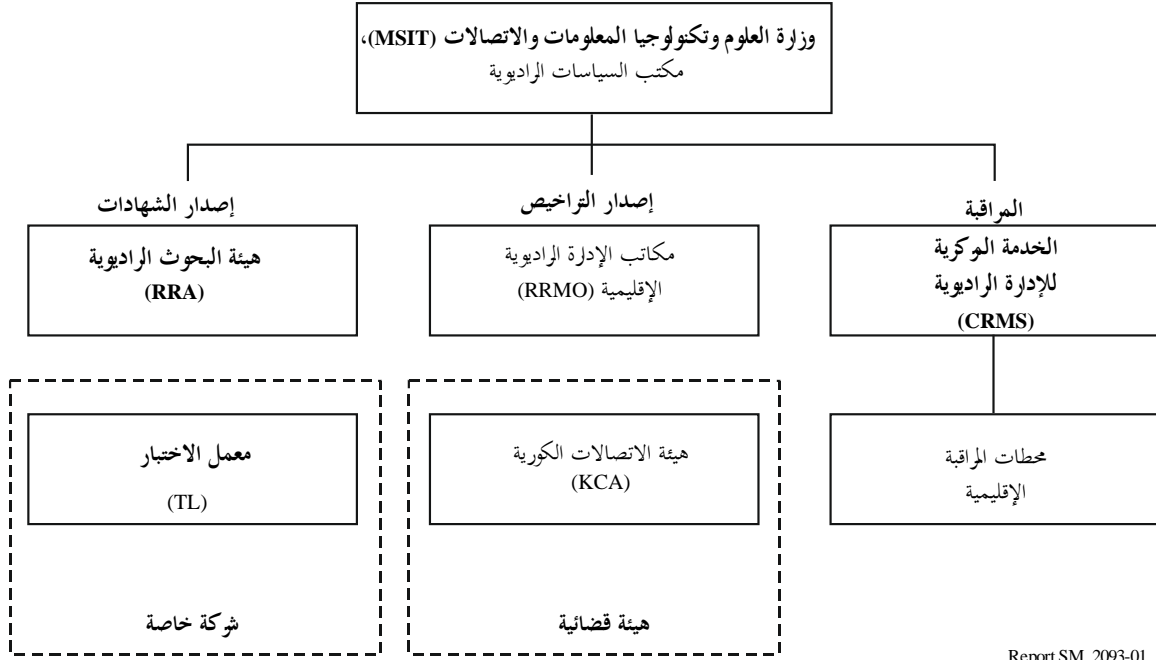 وزارة العلوم وتكنولوجيا المعلومات والاتصالات (MSIT)،
مكتب السياسات الراديوية
المراقبة
إصدار التراخيص
إصدار الشهادات
الخدمة المركزية
للإدارة الراديوية
(CRMS)
مكاتب الإدارة الراديوية
الإقليمية (RRMO)
هيئة البحوث الراديوية
(RRA)
محطات المراقبة
الإقليمية
هيئة الاتصالات الكورية
(KCA)
معمل الاختبار
(TL)
هيئة قضائية
شركة خاصة
Report SM. 2093-01